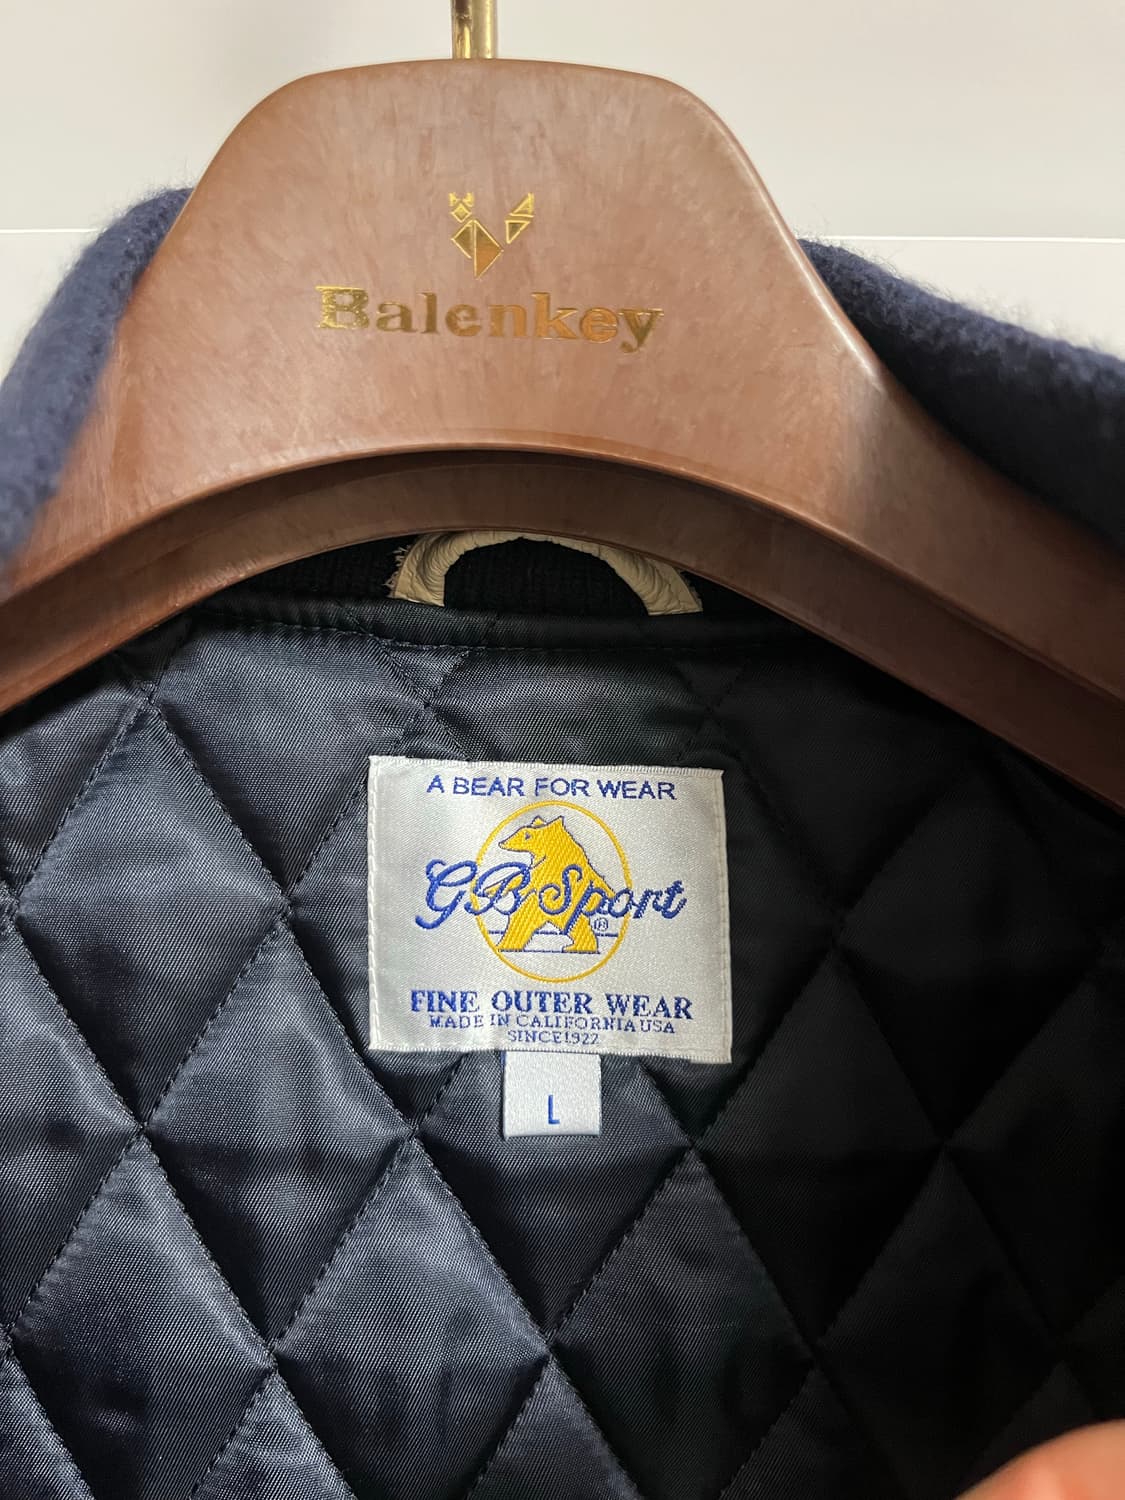 Balenkey
A BEAR FOR WEAR
GB Sport
®
FINE OUTER WEAR
MADE IN CALIFORNIA USA
SINCE 1922
L